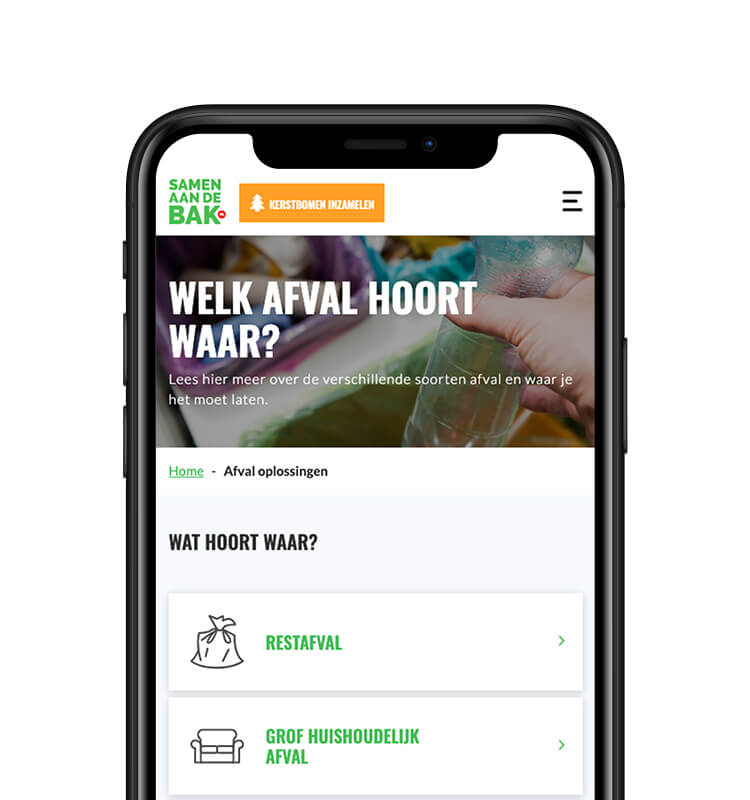 SAMEN
AAN DE
BAK
KERSTBOMEN INZAMELEN
WELK AFVAL HOORT
WAAR?
Lees hier meer over de verschillende soorten afval en waar je
het moet laten.
Home - Afval oplossingen
WAT HOORT WAAR?
RESTAFVAL
GROF HUISHOUDELIJK
AFVAL